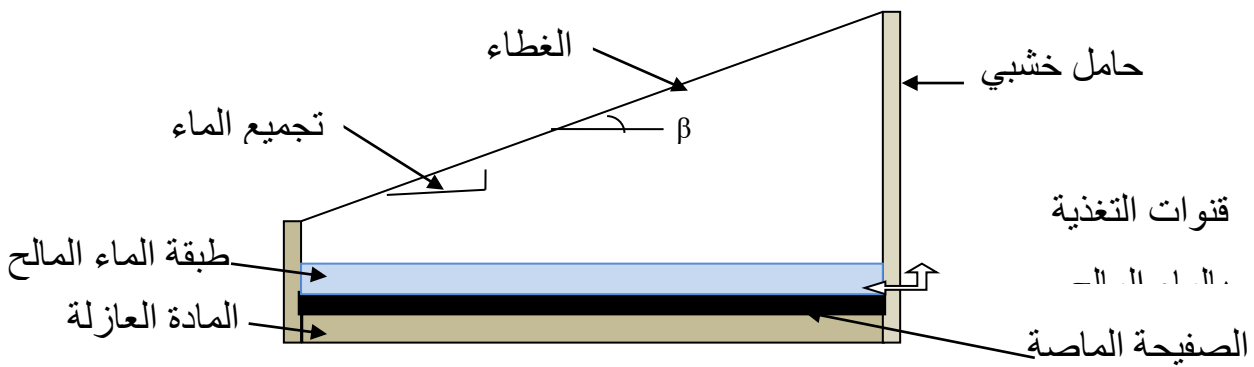 الغطاء
حامل خشبي
تجميع الماء
β
قنوات التغذية
طبقة الماء المالح
المادة العازلة
الصفيحة الماصة